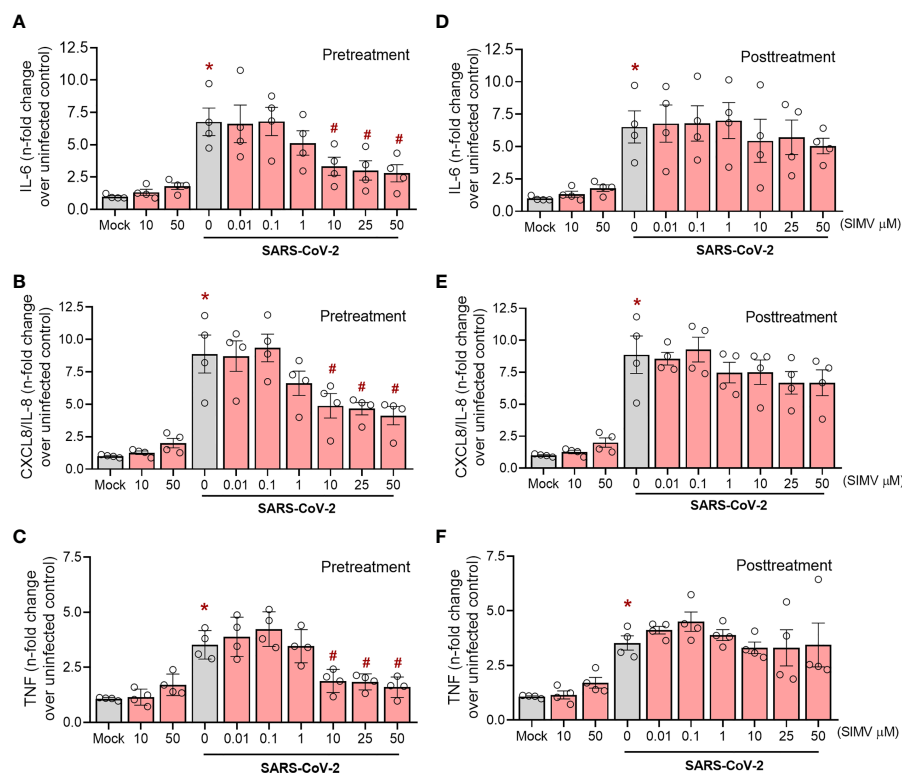 A
IL-6 (n-fold change
over uninfected control)
12.5
10.0
7.5
5.0
2.5
0.0
Pretreatment
*
#
#
#
Mock 10 50 0 0.01 0.1 1 10 25 50
SARS-CoV-2
D
IL-6 (n-fold change
over uninfected control)
12.5
10.0
7.5
5.0
2.5
0.0
Posttreatment
*
Mock 10 50 0 0.01 0.1 1 10 25 50 (SIMV μM)
SARS-CoV-2
B
CXCL8/IL-8 (n-fold change
over uninfected control)
12.5
10.0
7.5
5.0
2.5
0.0
Pretreatment
*
#
#
#
Mock 10 50 0 0.01 0.1 1 10 25 50
SARS-CoV-2
E
CXCL8/IL-8 (n-fold change
over uninfected control)
12.5
10.0
7.5
5.0
2.5
0.0
Posttreatment
*
Mock 10 50 0 0.01 0.1 1 10 25 50 (SIMV μM)
SARS-CoV-2
C
TNF (n-fold change
over uninfected control)
7.5
5.0
2.5
0.0
Pretreatment
*
#
#
#
Mock 10 50 0 0.01 0.1 1 10 25 50
SARS-CoV-2
F
TNF (n-fold change
over uninfected control)
7.5
5.0
2.5
0.0
Posttreatment
*
Mock 10 50 0 0.01 0.1 1 10 25 50 (SIMV μM)
SARS-CoV-2